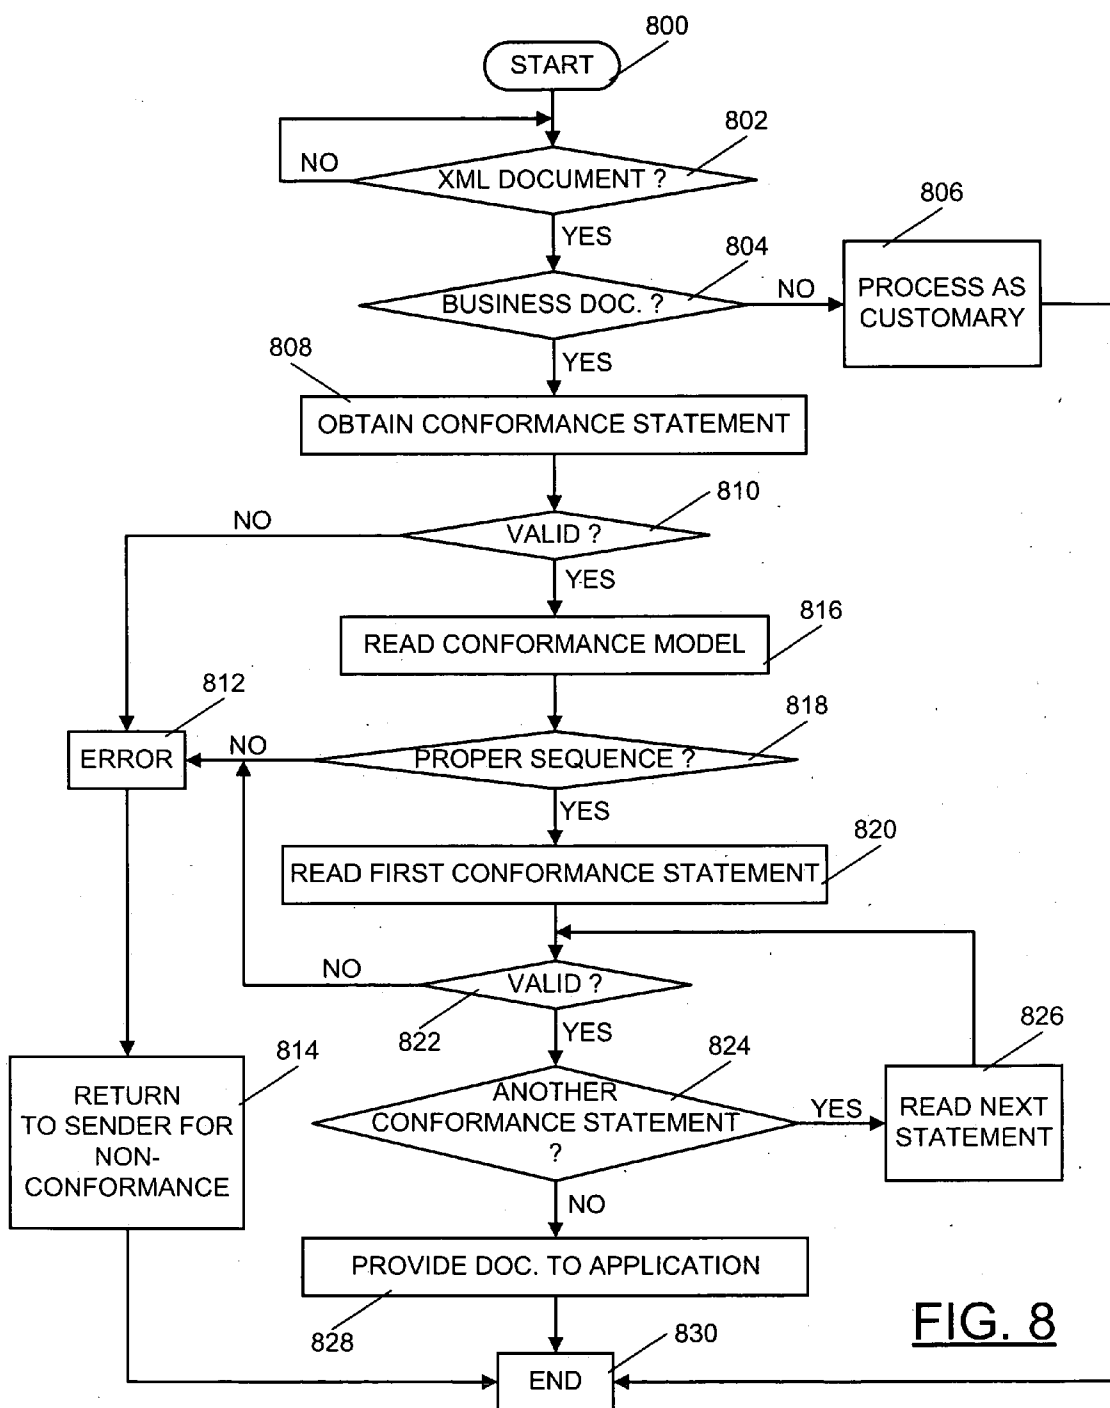 800
START
802
NO
XML DOCUMENT ?
YES
804
806
BUSINESS DOC. ?
NO
PROCESS AS
CUSTOMARY
808
YES
OBTAIN CONFORMANCE STATEMENT
810
NO
VALID ?
YES
816
READ CONFORMANCE MODEL
812
818
ERROR
NO
PROPER SEQUENCE ?
YES
820
READ FIRST CONFORMANCE STATEMENT
NO
VALID ?
822
YES
826
814
824
RETURN
TO SENDER FOR
NON-
CONFORMANCE
ANOTHER
CONFORMANCE STATEMENT
?
YES
READ NEXT
STATEMENT
NO
PROVIDE DOC. TO APPLICATION
828
830
END
FIG. 8